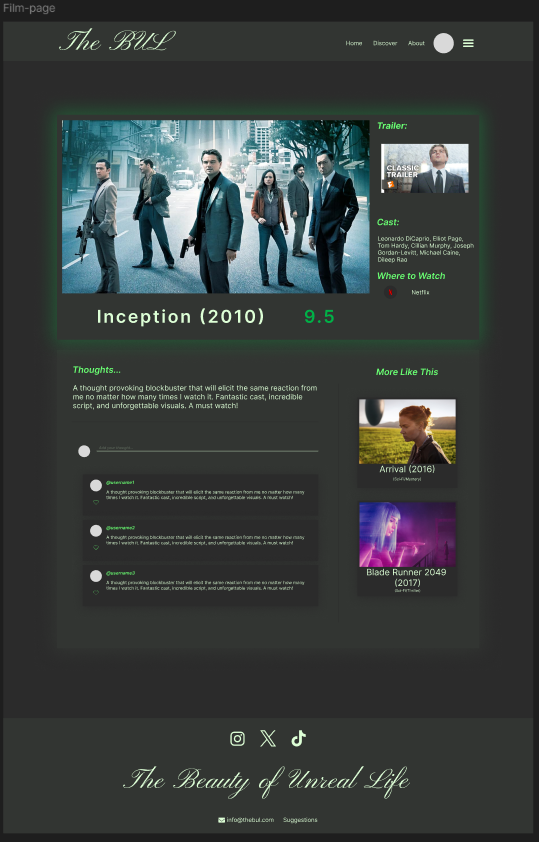 Film-page
The BUL
Home Discover About
Trailer:
CLASSIC
TRAILER
Cast:
Leonardo DiCaprio, Elliot Page,
Tom Hardy, Cillian Murphy, Joseph
Gordan-Levitt, Michael Caine,
Dileep Rao
Where to Watch
Netflix
Inception (2010) 9.5
Thoughts...
A thought provoking blockbuster that will elicit the same reaction from
me no matter how many times I watch it. Fantastic cast, incredible
script, and unforgettable visuals. A must watch!
@username1
A thought provoking blockbuster that will elicit the same reaction from me no matter how many
times I watch it. Fantastic cast, incredible script, and unforgettable visuals. A must watch!
@username2
A thought provoking blockbuster that will elicit the same reaction from me no matter how many
times I watch it. Fantastic cast, incredible script, and unforgettable visuals. A must watch!
@username3
A thought provoking blockbuster that will elicit the same reaction from me no matter how many
times I watch it. Fantastic cast, incredible script, and unforgettable visuals. A must watch!
More Like This
Arrival (2016)
Blade Runner 2049
(2017)
The Beauty of Unreal Life
info@thebul.com Suggestions